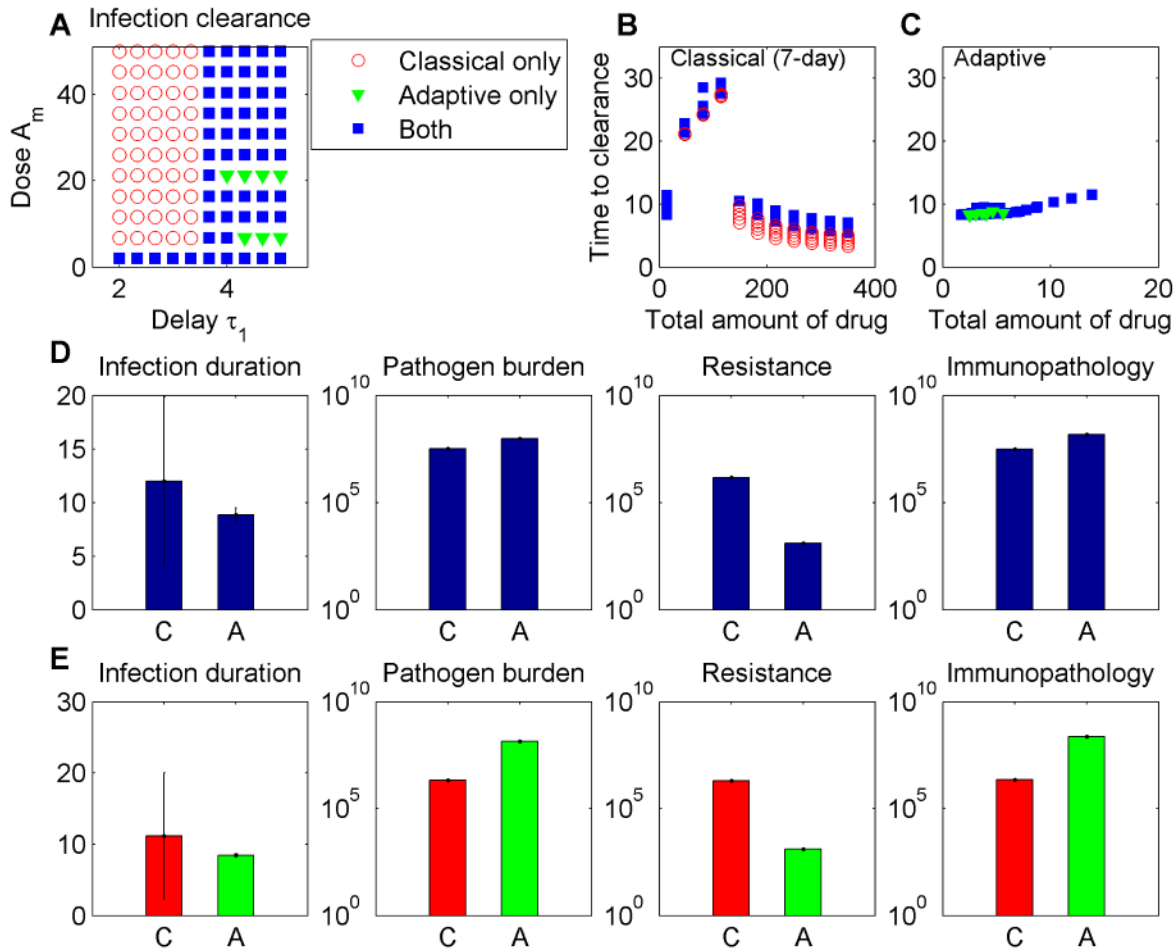 A
Infection clearance
Dose A_m
40
20
0
2
4
Delay τ_1
Classical only
Adaptive only
Both
B
Classical (7-day)
Time to clearance
30
20
10
0
0
200
400
Total amount of drug
C
Adaptive
30
20
10
0
0
10
20
Total amount of drug
D
Infection duration
20
15
10
5
0
C A
Pathogen burden
10^10
10^5
10^0
C A
Resistance
10^10
10^5
10^0
C A
Immunopathology
10^10
10^5
10^0
C A
E
Infection duration
30
20
10
0
C A
Pathogen burden
10^10
10^5
10^0
C A
Resistance
10^10
10^5
10^0
C A
Immunopathology
10^10
10^5
10^0
C A